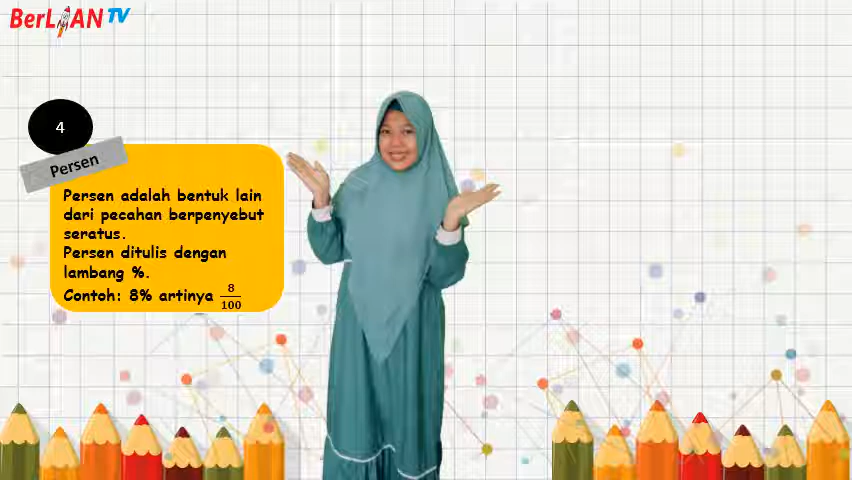 BerLIAN TV
4
Persen
Persen adalah bentuk lain
dari pecahan berpenyebut
seratus.
Persen ditulis dengan
lambang %.
Contoh: 8% artinya 8/100